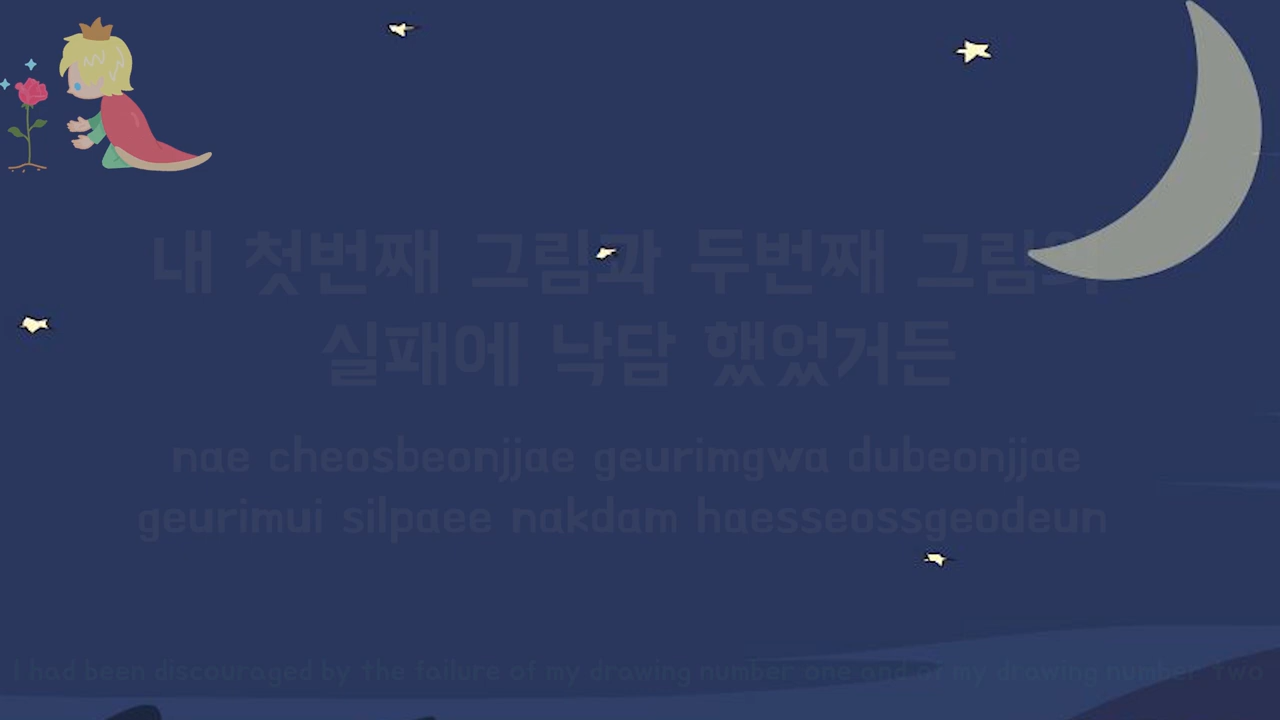 내 첫번째 그림과 두번째 그림의
실패에 낙담 했었거든
nae cheosbeonjjae geurimgwa dubeonjjae
geurimui silpaee nakdam haesseossgeodeun
I had been discouraged by the failure of my drawing number one and of my drawing number two